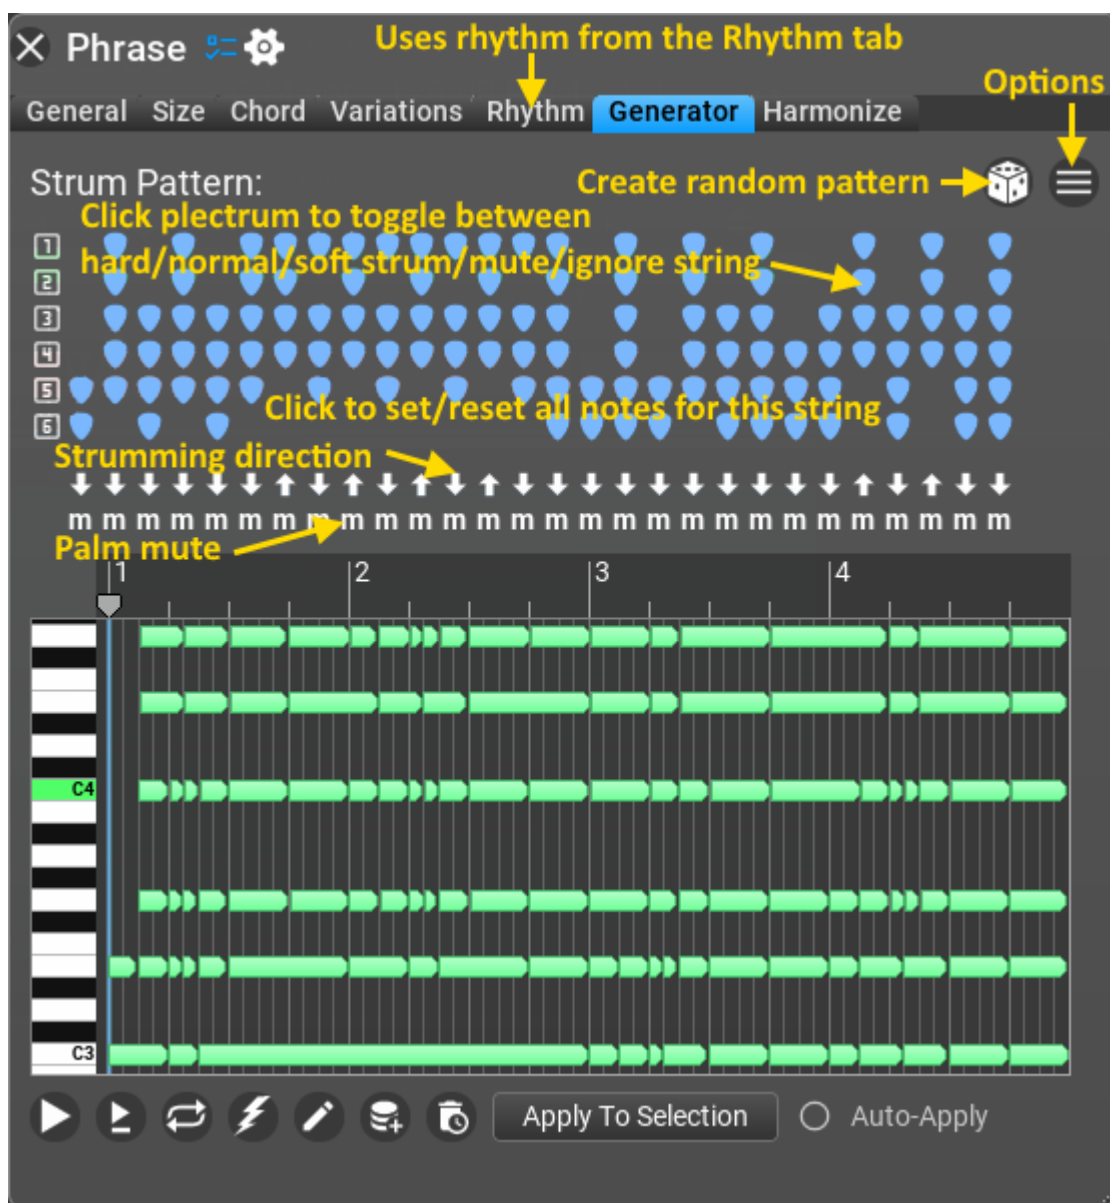 Uses rhythm from the Rhythm tab
Phrase
Options
General Size Chord Variations Rhythm Generator Harmonize
Strum Pattern:
Create random pattern
Click plectrum to toggle between
1
hard/normal/soft strum/mute/ignore string
2
3
4
5
Click to set/reset all notes for this string
6
Strumming direction
m m m m m m m m m m m m m m m m m m m m m m m m m m m m
Palm mute
1 2 3 4
C4
C3
Apply To Selection Auto-Apply